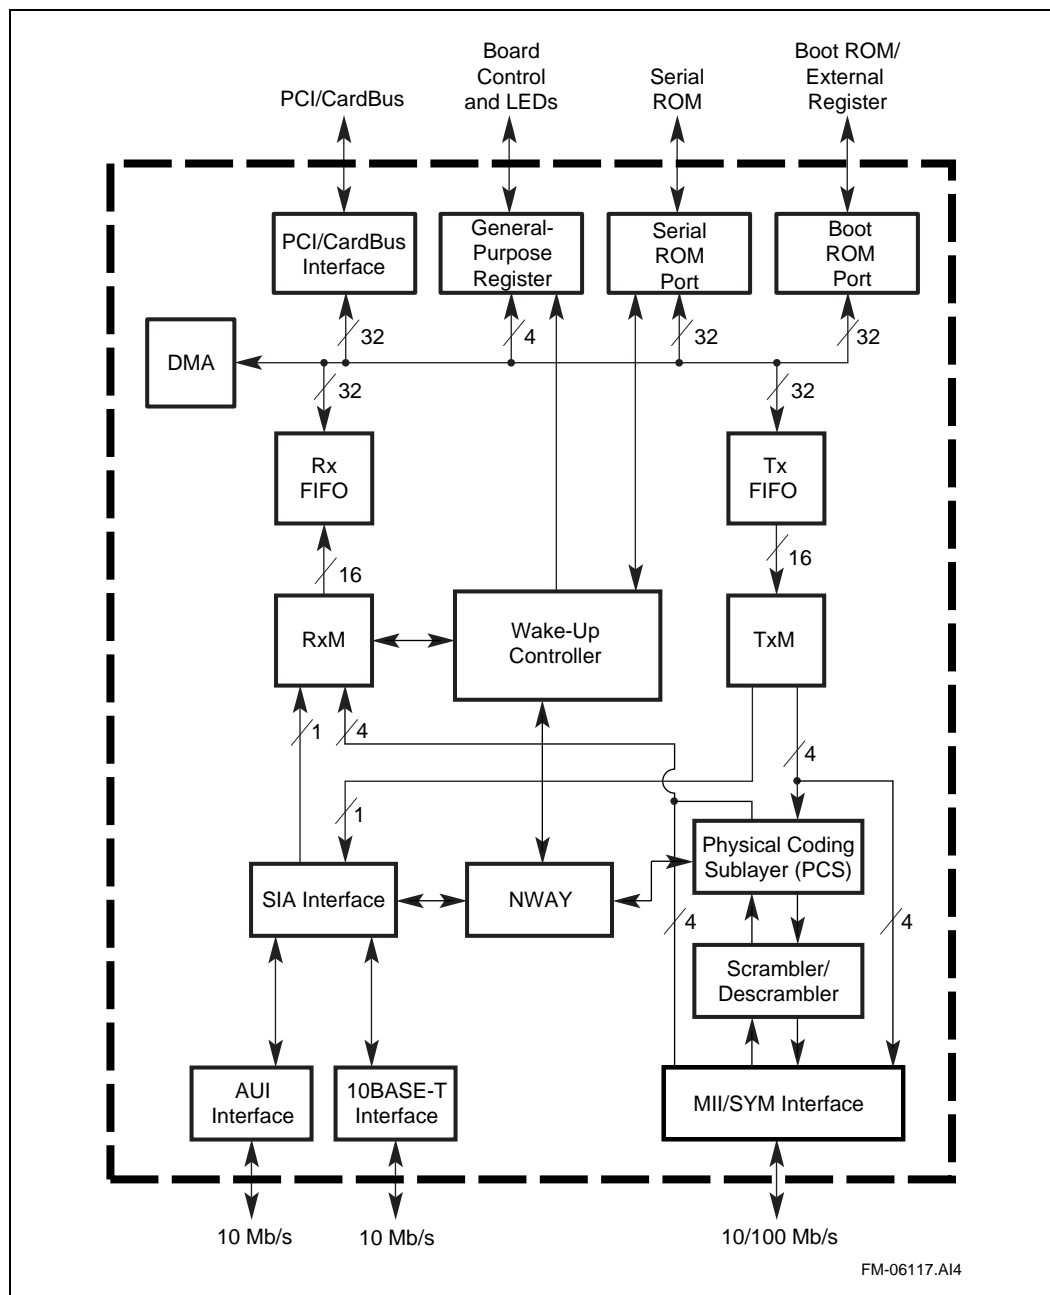 Board
Control
and LEDs
Serial
ROM
Boot ROM/
External
Register
PCI/CardBus
PCI/CardBus
Interface
General-
Purpose
Register
Serial
ROM
Port
Boot
ROM
Port
32
4
32
32
DMA
32
32
Rx
FIFO
Tx
FIFO
16
16
RxM
Wake-Up
Controller
TxM
1
4
4
1
Physical Coding
Sublayer (PCS)
SIA Interface
NWAY
4
4
Scrambler/
Descrambler
AUI
Interface
10BASE-T
Interface
MII/SYM Interface
10 Mb/s
10 Mb/s
10/100 Mb/s
FM-06117.AI4